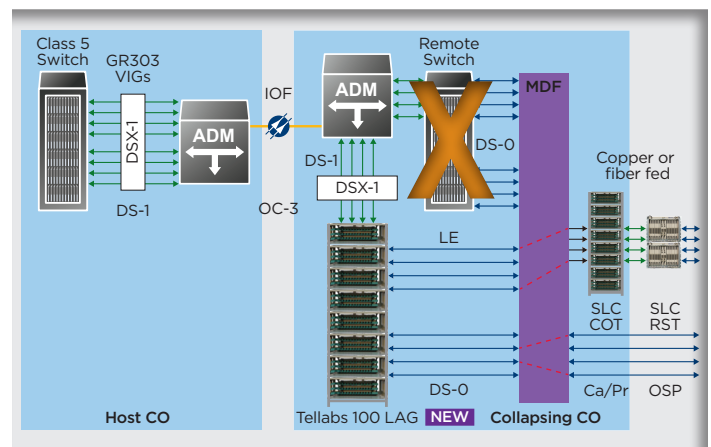 Class 5
Switch
GR303
VIGs
DSX-1
ADM
DS-1
IOF
OC-3
Host CO
ADM
Remote
Switch
MDF
DS-0
DS-1
DSX-1
LE
Copper or
fiber fed
SLC
COT
SLC
RST
DS-0
Ca/Pr
OSP
Tellabs 100 LAG NEW Collapsing CO